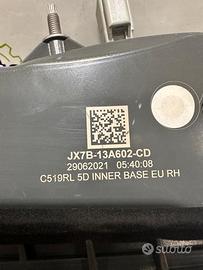 JX7B-13A602-CD
29062021 05:40:08
C519RL 5D INNER BASE EU RH
subito